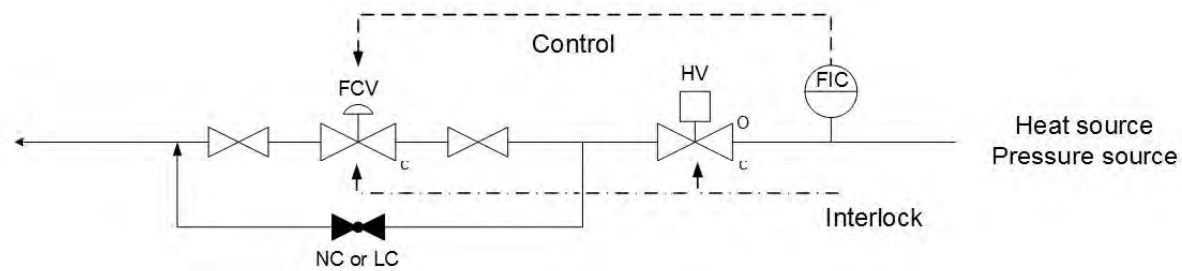 Control
FCV
HV
FIC
O
C
C
Heat source
Pressure source
Interlock
NC or LC